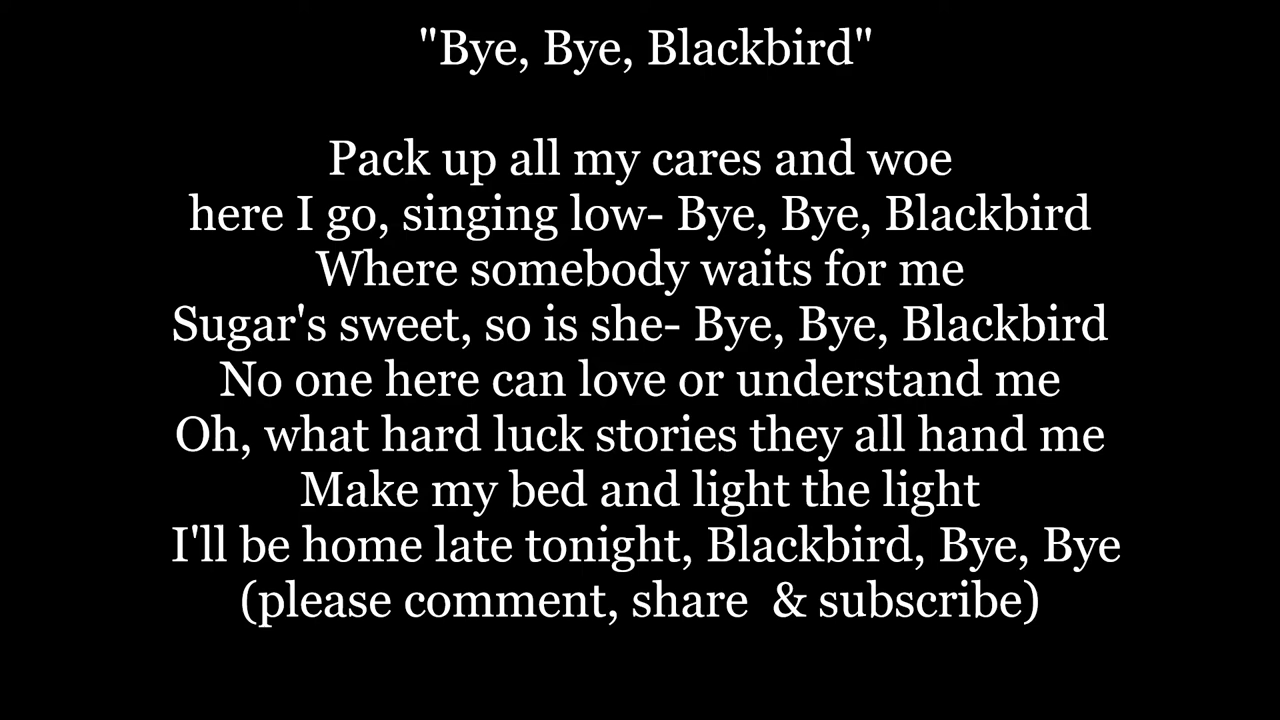 "Bye, Bye, Blackbird"
Pack up all my cares and woe
here I go, singing low- Bye, Bye, Blackbird
Where somebody waits for me
Sugar's sweet, so is she- Bye, Bye, Blackbird
No one here can love or understand me
Oh, what hard luck stories they all hand me
Make my bed and light the light
I'll be home late tonight, Blackbird, Bye, Bye
(please comment, share  & subscribe)